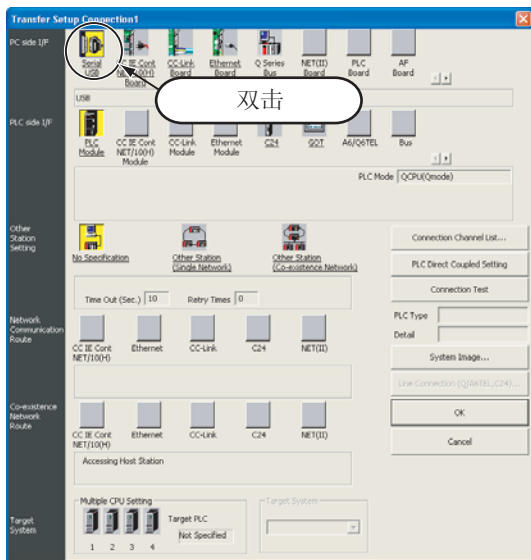 Transfer Setup Connection1
PC side I/F
Serial
USB
CC IE Cont
NET/10(H)
Board
CC-Link
Board
Ethernet
Board
Q Series
Bus
NET(II)
Board
PLC
Board
AF
Board
USB
双击
PLC side I/F
PLC
Module
CC IE Cont
NET/10(H)
Module
CC-Link
Module
Ethernet
Module
C24
GOT
A6/Q6TEL
Bus
PLC Mode QCPU(Qmode)
Other
Station
Setting
No Specification
Other Station
(Single Network)
Other Station
(Co-existence Network)
Connection Channel List...
PLC Direct Coupled Setting
Time Out (Sec.) 10 Retry Times 0
Connection Test
PLC Type
Detail
Network
Communication
Route
CC IE Cont
NET/10(H)
Ethernet
CC-Link
C24
NET(II)
System Image...
Line Connection (Q/A6TEL,C24)...
OK
Cancel
Co-existence
Network
Route
CC IE Cont
NET/10(H)
Ethernet
CC-Link
C24
NET(II)
Accessing Host Station
Target
System
Multiple CPU Setting
1 2 3 4
Target PLC
Not Specified
Target System